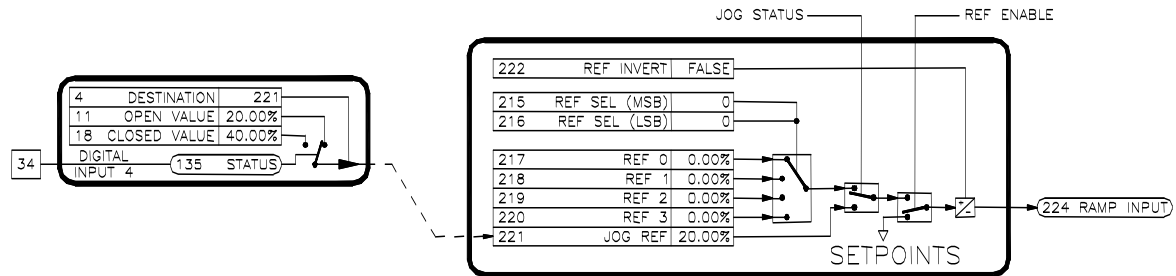 JOG STATUS REF ENABLE
222 REF INVERT FALSE
4 DESTINATION 221
11 OPEN VALUE 20.00%
18 CLOSED VALUE 40.00%
34 DIGITAL INPUT 4 135 STATUS
215 REF SEL (MSB) 0
216 REF SEL (LSB) 0
217 REF 0 0.00%
218 REF 1 0.00%
219 REF 2 0.00%
220 REF 3 0.00%
221 JOG REF 20.00%
224 RAMP INPUT
SETPOINTS